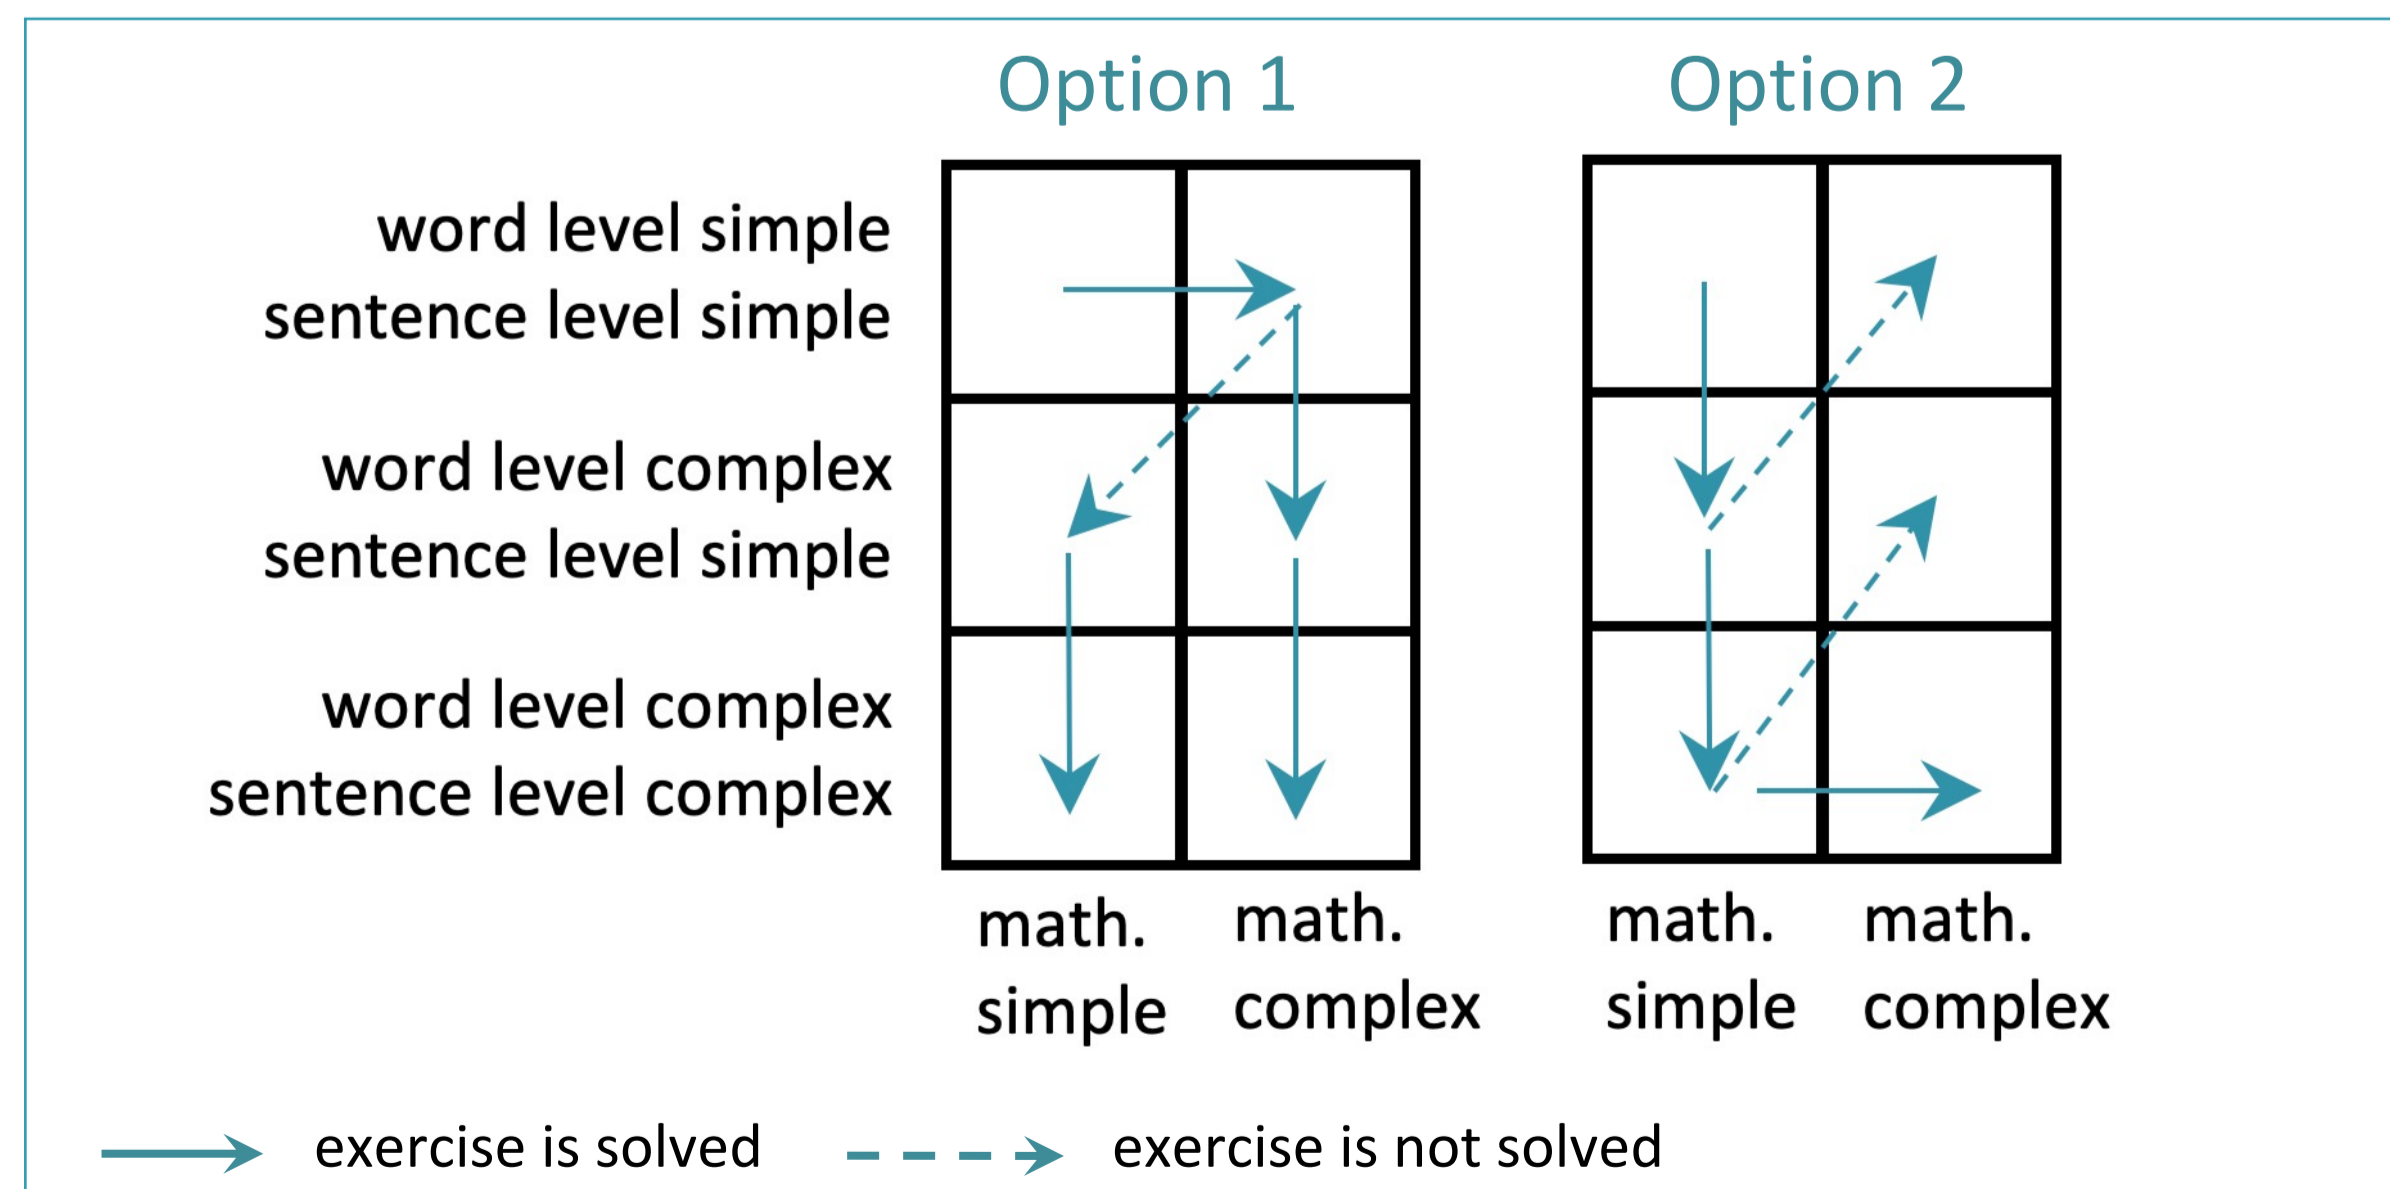 Option 1
Option 2
word level simple
sentence level simple
word level complex
sentence level simple
word level complex
sentence level complex
math.
simple
math.
complex
math.
simple
math.
complex
exercise is solved
exercise is not solved